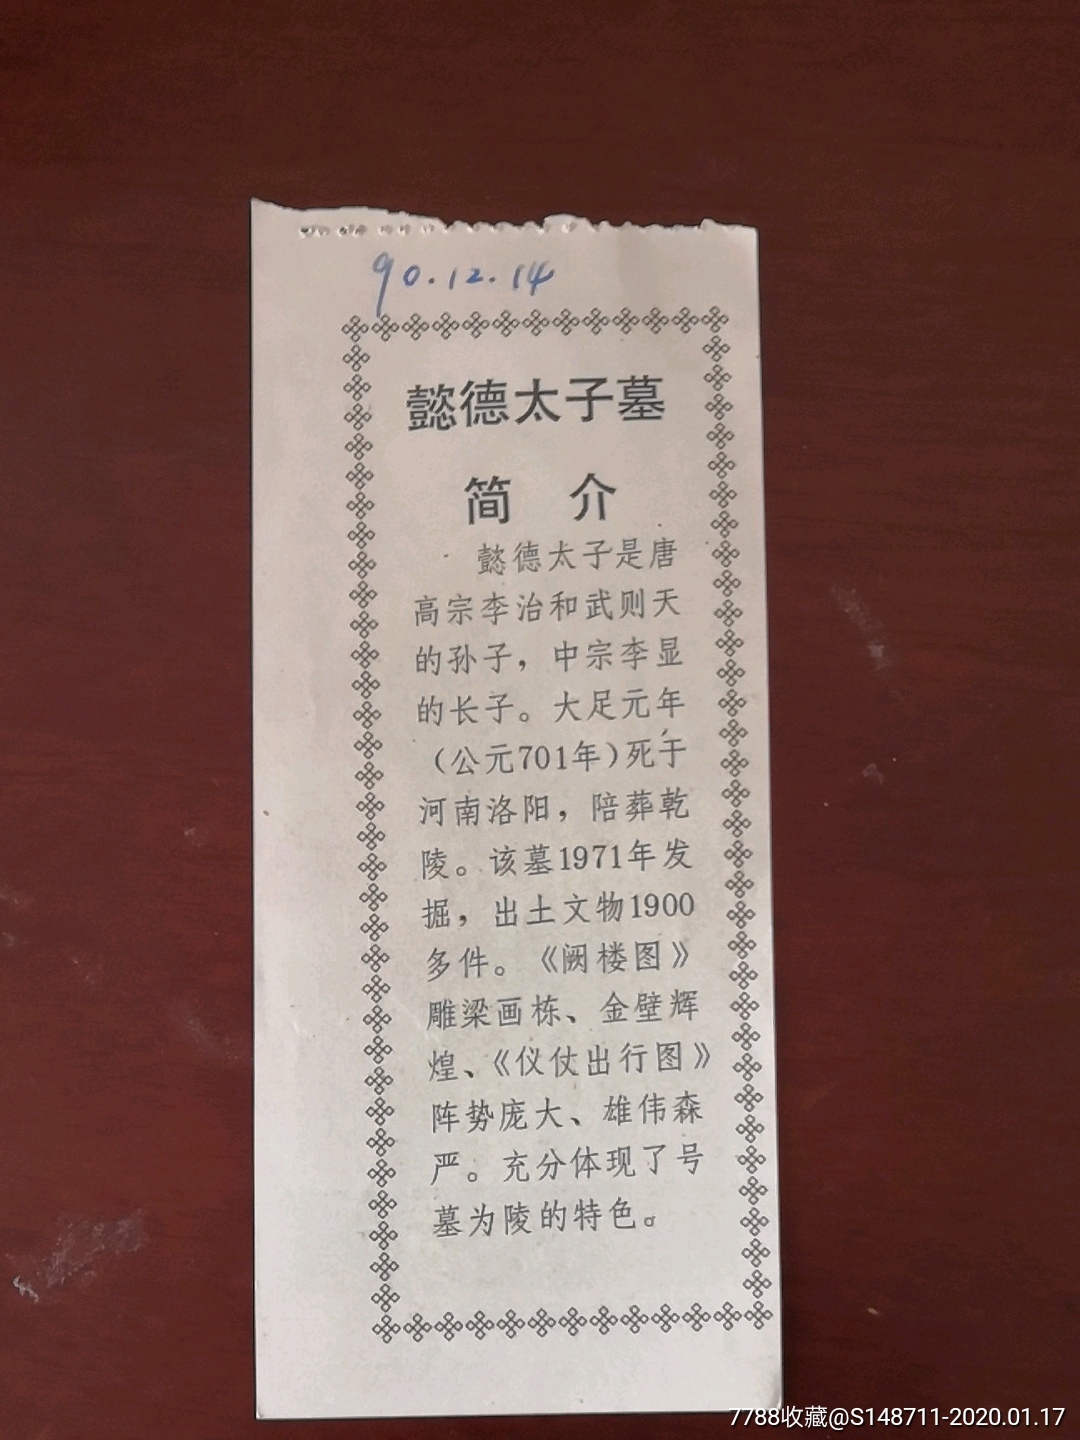 90.12.14
懿德太子墓
简 介
懿德太子是唐
高宗李治和武则天
的孙子，中宗李显
的长子。大足元年
（公元701年）死于
河南洛阳，陪葬乾
陵。该墓1971年发
掘，出土文物1900
多件。《阙楼图》
雕梁画栋、金壁辉
煌、《仪仗出行图》
阵势庞大、雄伟森
严。充分体现了号
墓为陵的特色。
7788收藏@S148711-2020.01.17